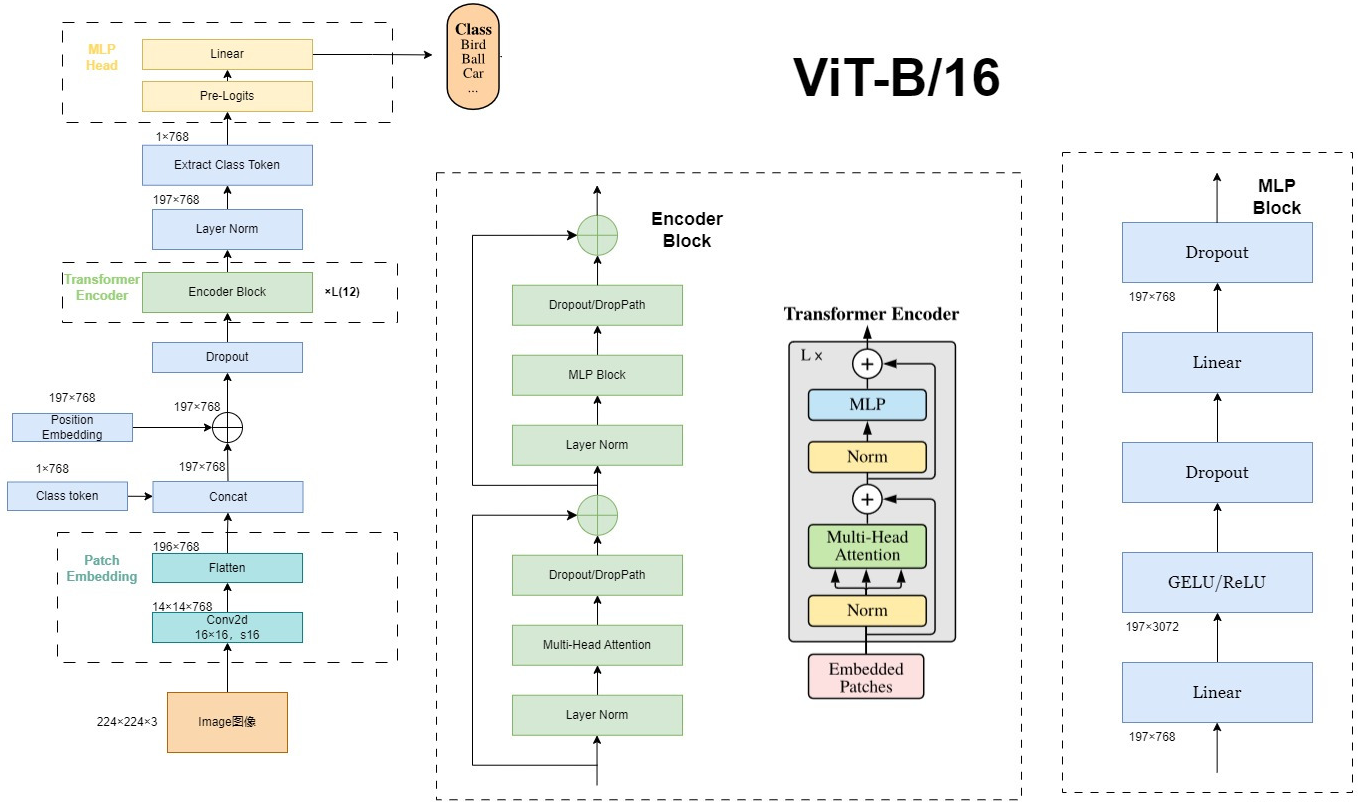 ViT-B/16
Class
Bird
Ball
Car
...
MLP
Head
Linear
Pre-Logits
1×768
Extract Class Token
197×768
Layer Norm
Transformer
Encoder
Encoder Block
×L(12)
Dropout
197×768
197×768
Position
Embedding
197×768
1×768
Class token
Concat
Patch
Embedding
196×768
Flatten
14×14×768
Conv2d
16×16, s16
224×224×3
Image图像
Encoder
Block
Dropout/DropPath
MLP Block
Layer Norm
Dropout/DropPath
Multi-Head Attention
Layer Norm
Transformer Encoder
L ×
+
MLP
Norm
+
Multi-Head
Attention
Norm
Embedded
Patches
MLP
Block
Dropout
197×768
Linear
Dropout
GELU/ReLU
197×3072
Linear
197×768